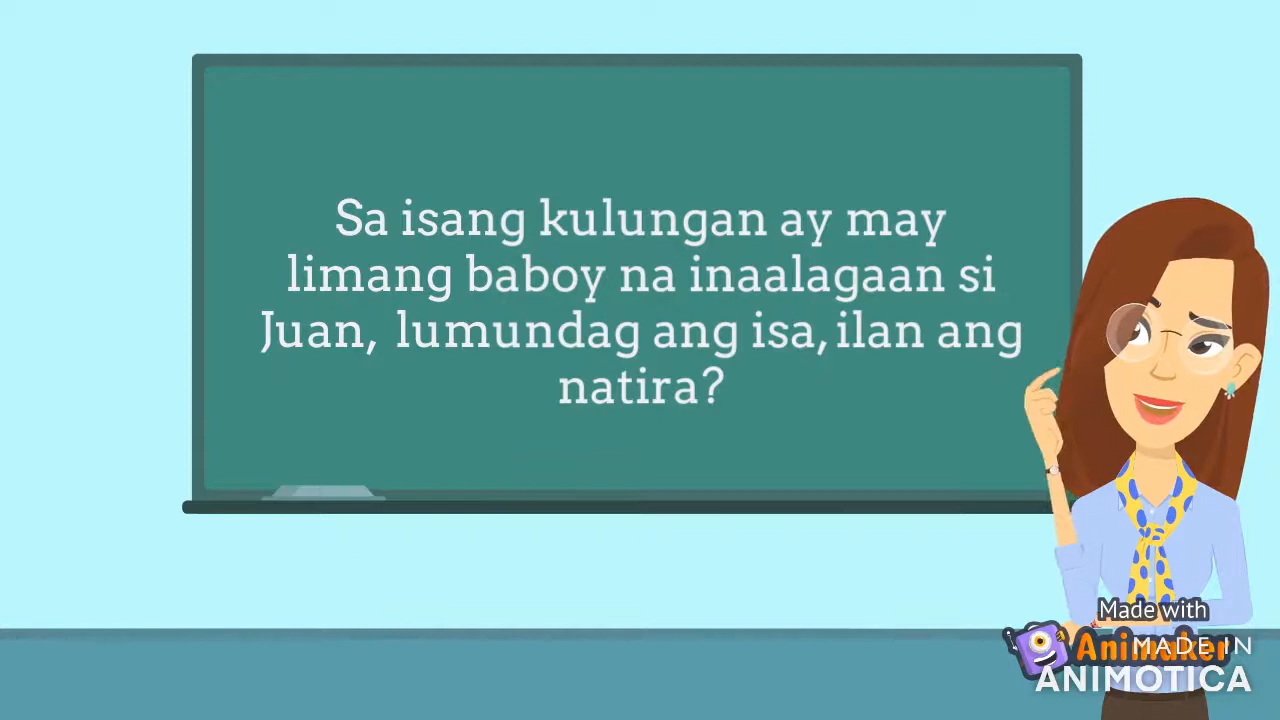 Sa isang kulungan ay may
limang baboy na inaalagaan si
Juan, lumundag ang isa, ilan ang
natira?
Made with
Animaker
MADE IN
ANIMOTICA